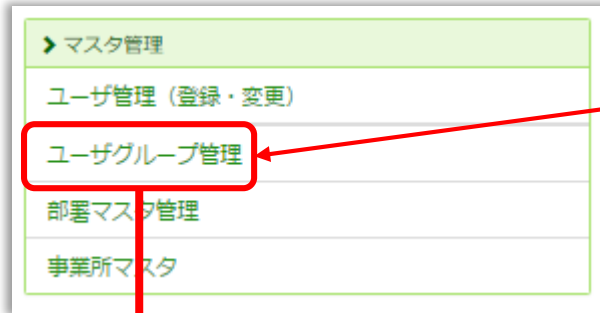 マスタ管理
ユーザ管理（登録・変更）
ユーザグループ管理
部署マスタ管理
事業所マスタ